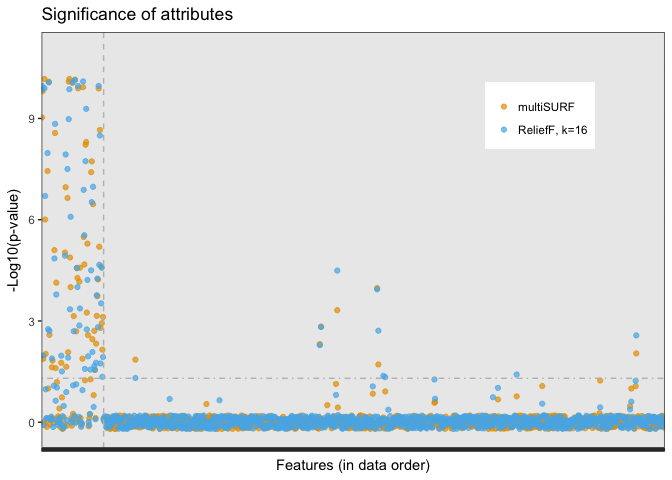 Significance of attributes
-Log10(p-value)
9
6
3
0
multiSURF
ReliefF, k=16
Features (in data order)